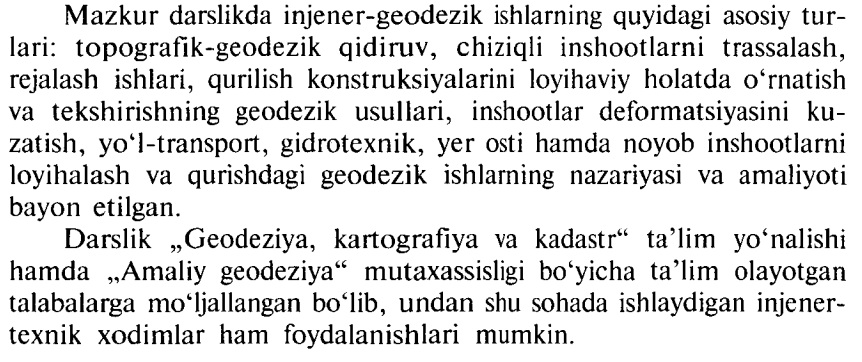 Mazkur darslikda injener-geodezik ishlarning quyidagi asosiy tur-
lari: topografik-geodezik qidiruv, chiziqli inshootlarni trassalash,
rejalash ishlari, qurilish konstruksiyalarini loyihaviy holatda o‘rnatish
va tekshirishning geodezik usullari, inshootlar deformatsiyasini ku-
zatish, yo‘l-transport, gidrotexnik, yer osti hamda noyob inshootlarni
loyihalash va qurishdagi geodezik ishlarning nazariyasi va amaliyoti
bayon etilgan.
Darslik „Geodeziya, kartografiya va kadastr“ ta’lim yo‘nalishi
hamda „Amaliy geodeziya“ mutaxassisligi bo‘yicha ta’lim olayotgan
talabalarga mo‘ljallangan bo‘lib, undan shu sohada ishlaydigan injener-
texnik xodimlar ham foydalanishlari mumkin.